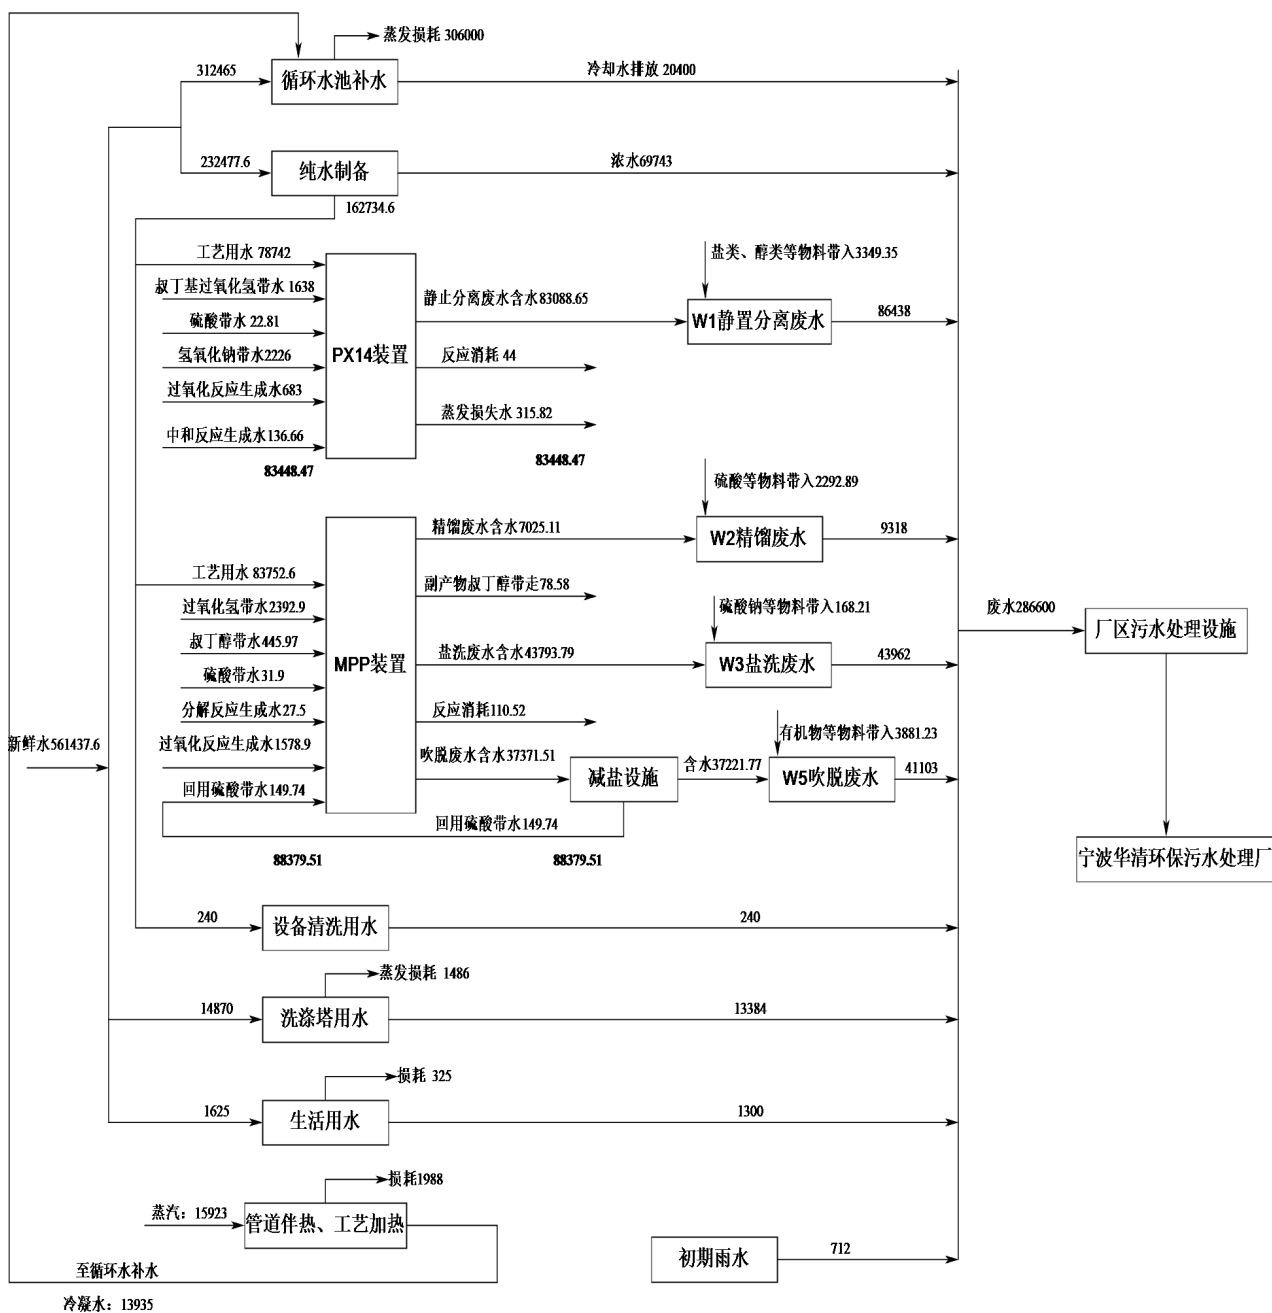 蒸发损耗 306000
312465
循环水池补水
冷却水排放 20400
232477.6
纯水制备
浓水69743
162734.6
工艺用水 78742
叔丁基过氧化氢带水 1638
硫酸带水 22.81
氢氧化钠带水2226
过氧化反应生成水683
中和反应生成水136.66
83448.47
PX14装置
静止分离废水含水83088.65
反应消耗 44
蒸发损失水 315.82
83448.47
盐类、醇类等物料带入3349.35
W1静置分离废水
86438
硫酸等物料带入2292.89
精馏废水含水7025.11
W2精馏废水
9318
工艺用水 83752.6
过氧化氢带水2392.9
叔丁醇带水445.97
硫酸带水31.9
分解反应生成水27.5
过氧化反应生成水1578.9
回用硫酸带水149.74
MPP装置
副产物叔丁醇带走78.58
硫酸钠等物料带入168.21
盐洗废水含水43793.79
W3盐洗废水
43962
反应消耗110.52
有机物等物料带入3881.23
吹脱废水含水37371.51
减盐设施
含水37221.77
W5吹脱废水
41103
回用硫酸带水149.74
88379.51
88379.51
新鲜水561437.6
废水286600
厂区污水处理设施
宁波华清环保污水处理厂
240
设备清洗用水
240
蒸发损耗 1486
14870
洗涤塔用水
13384
损耗 325
1625
生活用水
1300
损耗1988
蒸汽：15923
管道伴热、工艺加热
至循环水补水
冷凝水：13935
初期雨水
712